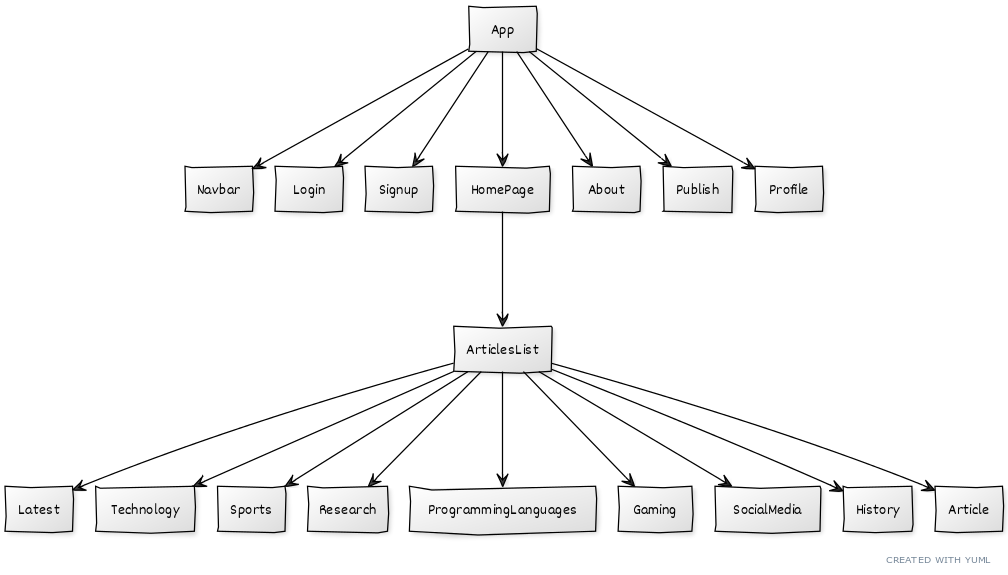 App
Navbar
Login
Signup
HomePage
About
Publish
Profile
ArticlesList
Latest
Technology
Sports
Research
ProgrammingLanguages
Gaming
SocialMedia
History
Article
CREATED WITH YUML